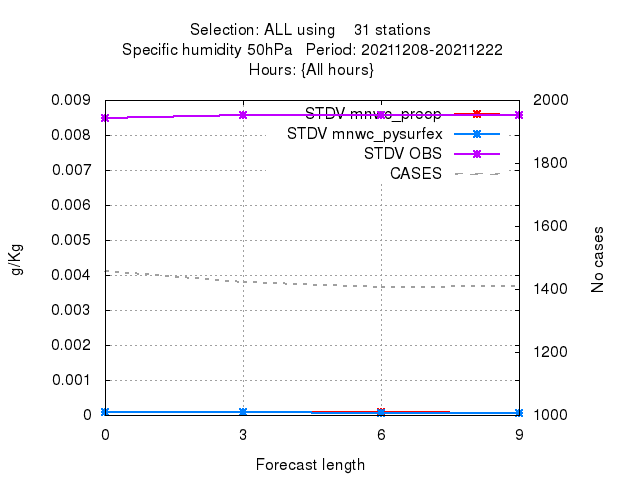 Selection: ALL using    31 stations
Specific humidity 50hPa   Period: 20211208-20211222
Hours: {All hours}
0.009
0.008
0.007
0.006
0.005
0.004
0.003
0.002
0.001
0
g/Kg
STDV mnwc_preop
STDV mnwc_pysurfex
STDV OBS
CASES
2000
1800
1600
1400
1200
1000
No cases
0 3 6 9
Forecast length